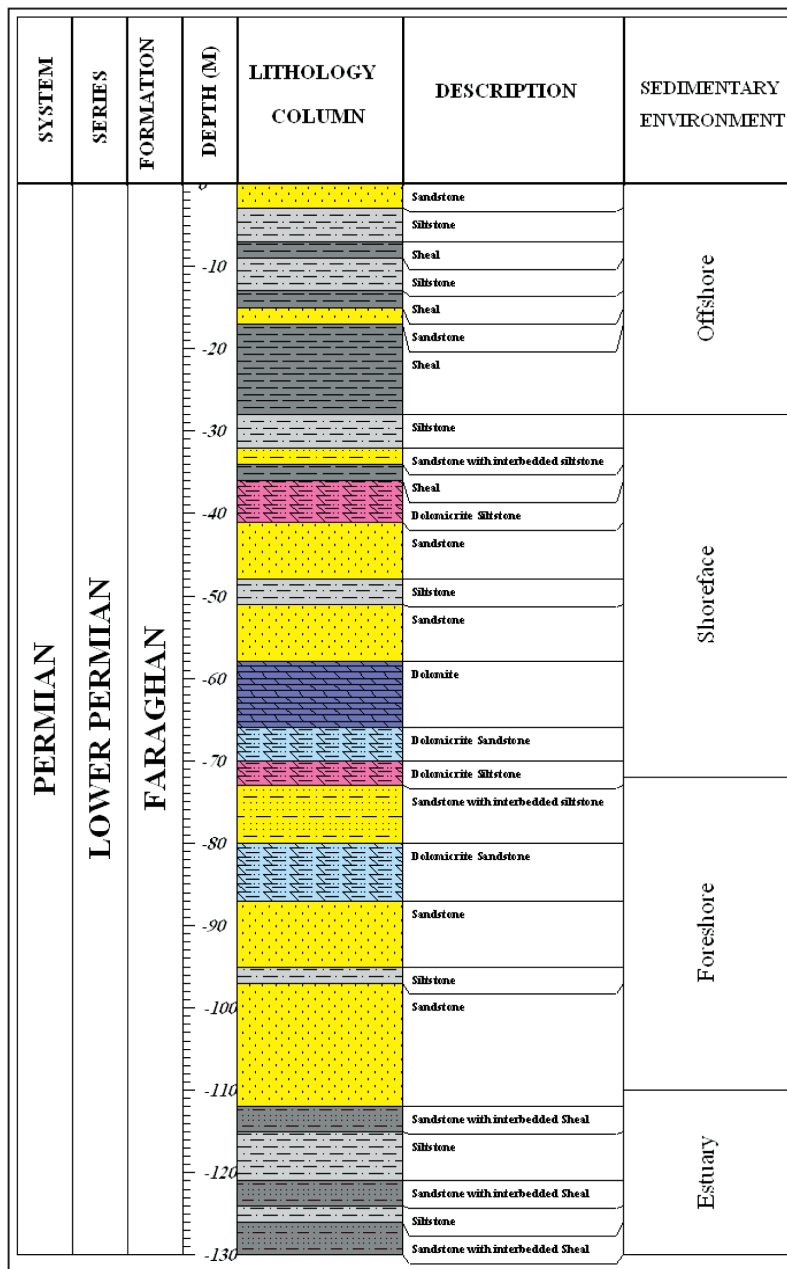 SYSTEM
SERIES
FORMATION
DEPTH (M)
LITHOLOGY
COLUMN
DESCRIPTION
SEDIMENTARY
ENVIRONMENT
PERMIAN
LOWER PERMIAN
FARAGHAN
0
-10
-20
-30
-40
-50
-60
-70
-80
-90
-100
-110
-120
-130
Sandstone
Siltstone
Sheal
Siltstone
Sheal
Sandstone
Sheal
Siltstone
Sandstone with interbedded siltstone
Sheal
Dolomicrite Siltstone
Sandstone
Siltstone
Sandstone
Dolomite
Dolomicrite Sandstone
Dolomicrite Siltstone
Sandstone with interbedded siltstone
Dolomicrite Sandstone
Sandstone
Siltstone
Sandstone
Sandstone with interbedded Sheal
Siltstone
Sandstone with interbedded Sheal
Siltstone
Sandstone with interbedded Sheal
Offshore
Shoreface
Foreshore
Estuary